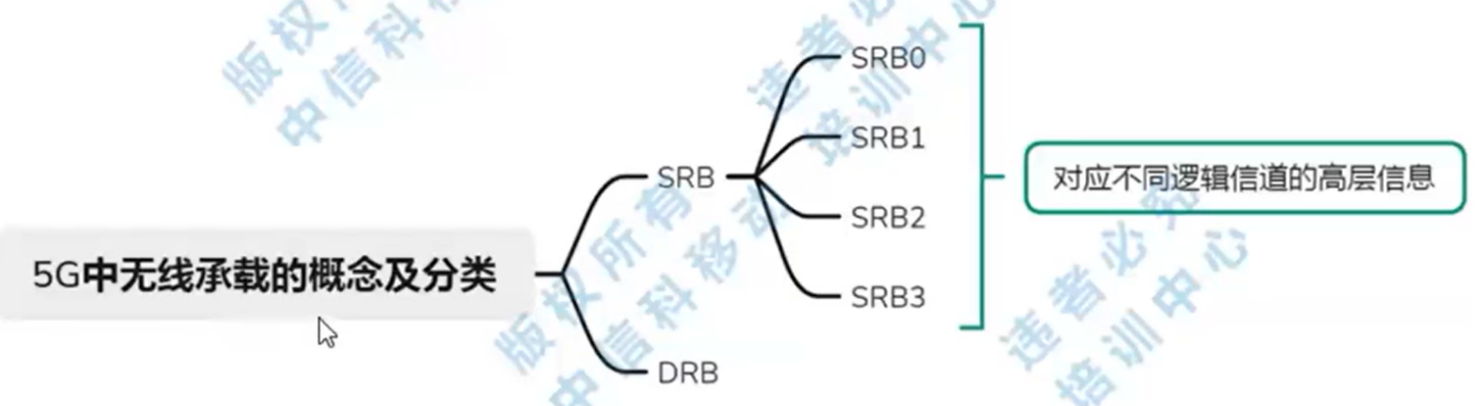 SRB0
SRB1
SRB
对应不同逻辑信道的高层信息
SRB2
5G中无线承载的概念及分类
SRB3
DRB
版权所有
中信科移动
违者必究
培训中心